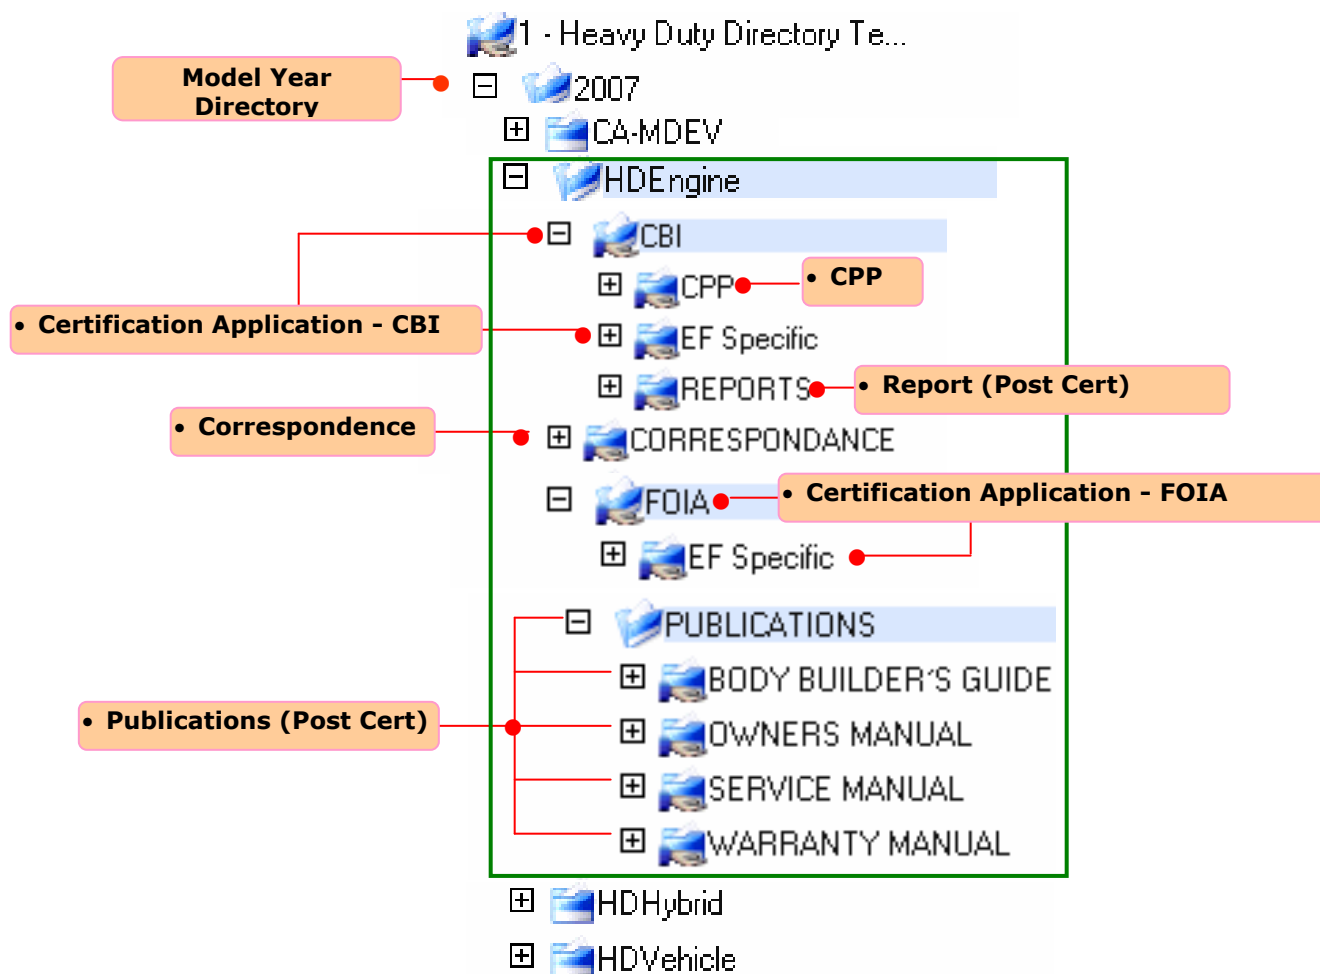 1 - Heavy Duty Directory Te...
Model Year
Directory
2007
CA-MDEV
HDEngine
CBI
CPP
• CPP
• Certification Application - CBI
EF Specific
REPORTS
• Report (Post Cert)
• Correspondence
CORRESPONDANCE
FOIA
• Certification Application - FOIA
EF Specific
PUBLICATIONS
BODY BUILDER'S GUIDE
• Publications (Post Cert)
OWNERS MANUAL
SERVICE MANUAL
WARRANTY MANUAL
HDHybrid
HDVehicle